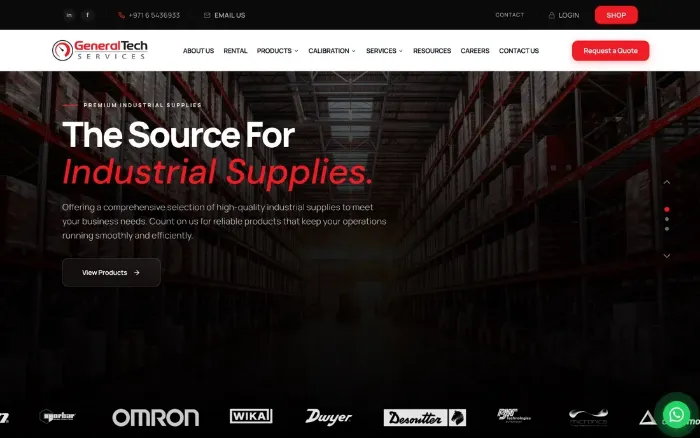 +971 6 5436933
EMAIL US
CONTACT
LOGIN
SHOP
GeneralTech
SERVICES
ABOUT US
RENTAL
PRODUCTS
CALIBRATION
SERVICES
RESOURCES
CAREERS
CONTACT US
Request a Quote
PREMIUM INDUSTRIAL SUPPLIES
The Source For
Industrial Supplies.
Offering a comprehensive selection of high-quality industrial supplies to meet
your business needs. Count on us for reliable products that keep your operations
running smoothly and efficiently.
View Products
norbar
OMRON
WIKA
Dwyer
Desoutter